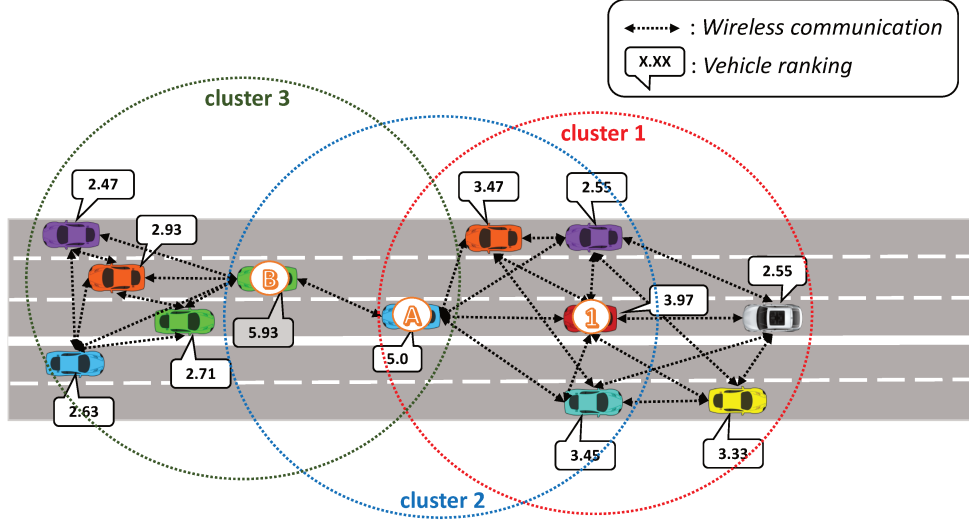 : Wireless communication
X.XX : Vehicle ranking
cluster 3
cluster 1
2.47
3.47
2.55
2.93
2.55
B
3.97
A
1
5.93
5.0
2.71
2.63
3.45
3.33
cluster 2